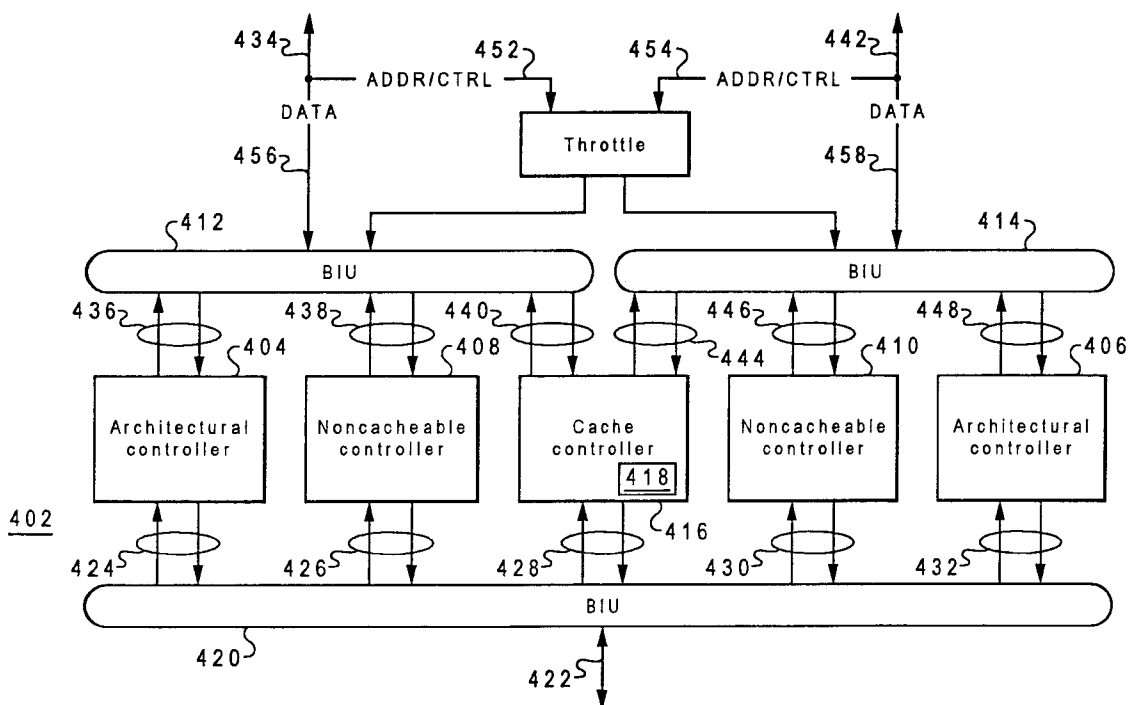 434
452
454
442
ADDR/CTRL
ADDR/CTRL
DATA
DATA
Throttle
456
458
412
414
BIU
BIU
436
438
440
446
448
444
404
408
410
406
Architectural
controller
Noncacheable
controller
Cache
controller
Noncacheable
controller
Architectural
controller
418
402
416
424
426
428
430
432
BIU
420
422